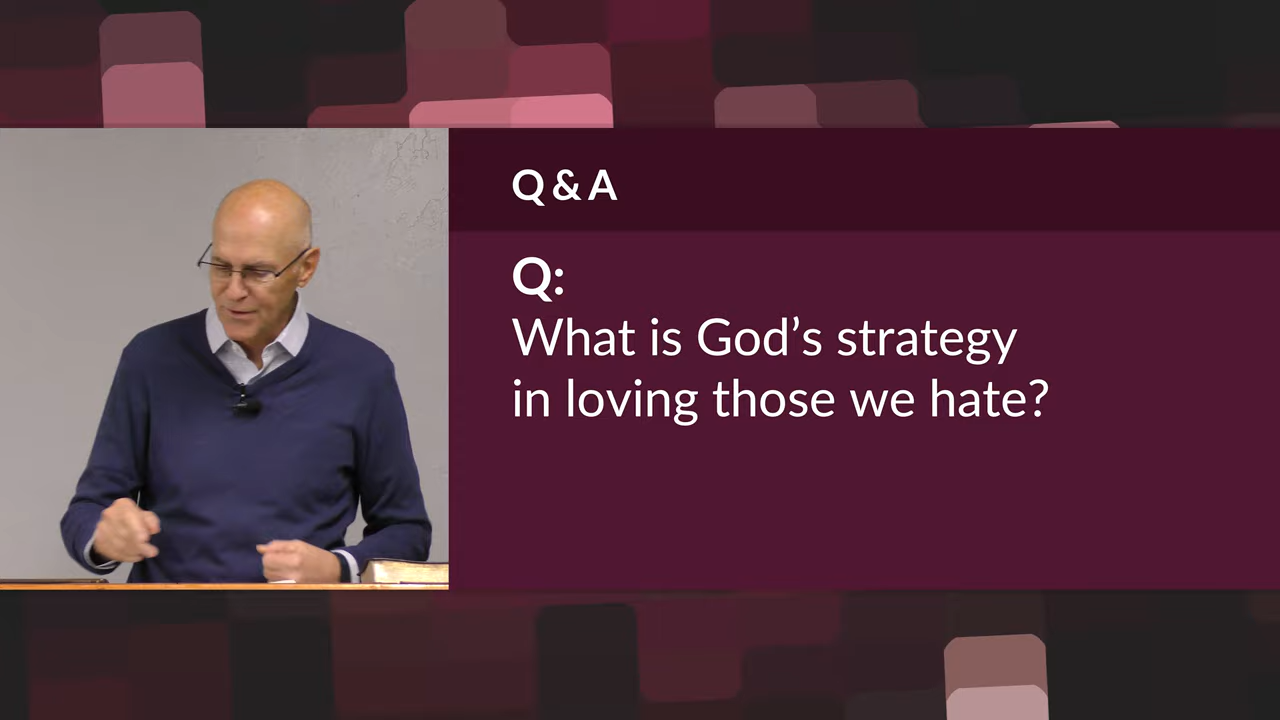 Q & A
Q:
What is God’s strategy
in loving those we hate?